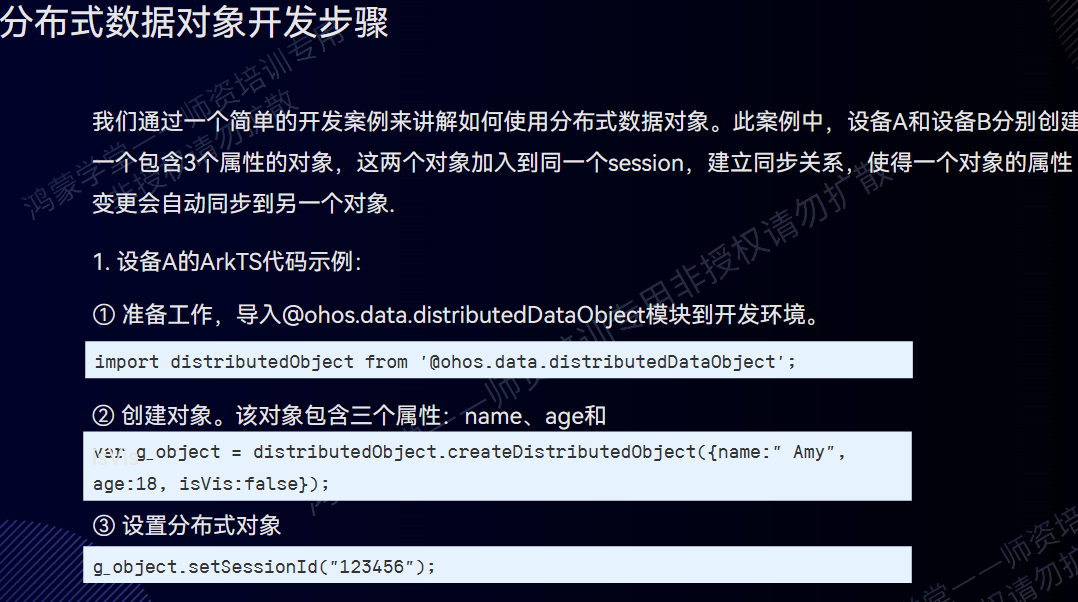 分布式数据对象开发步骤
我们通过一个简单的开发案例来讲解如何使用分布式数据对象。此案例中，设备A和设备B分别创建
一个包含3个属性的对象，这两个对象加入到同一个session，建立同步关系，使得一个对象的属性
变更会自动同步到另一个对象.
1. 设备A的ArkTS代码示例：
① 准备工作，导入@ohos.data.distributedDataObject模块到开发环境。
import distributedObject from '@ohos.data.distributedDataObject';
② 创建对象。该对象包含三个属性：name、age和
var g_object = distributedObject.createDistributedObject({name:" Amy",
age:18, isVis:false});
③ 设置分布式对象
g_object.setSessionId("123456");
鸿蒙学堂——师资培训专用
非授权请勿扩散